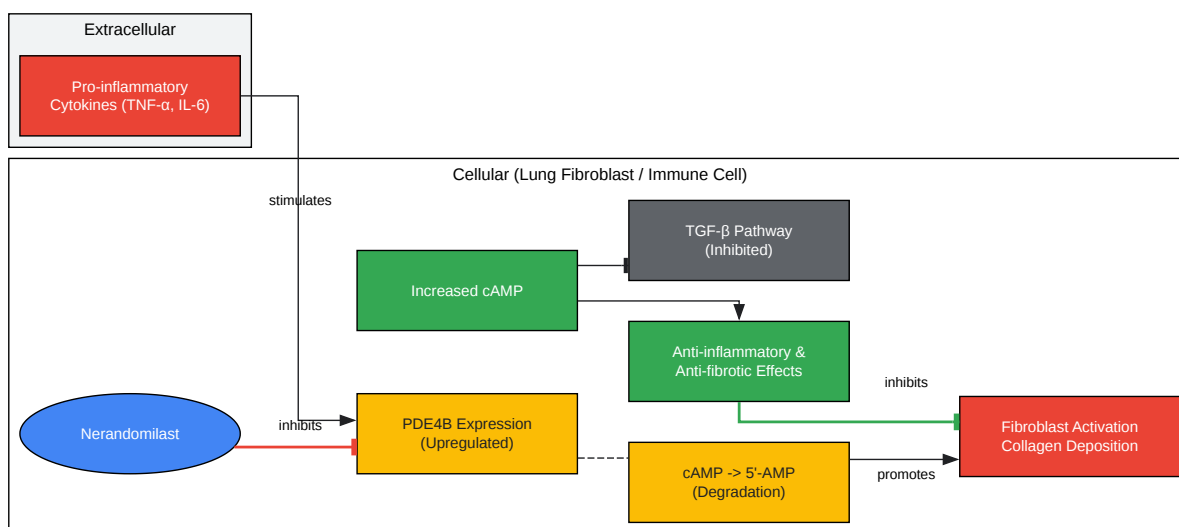 Extracellular
Pro-inflammatory
Cytokines (TNF-α, IL-6)
Cellular (Lung Fibroblast / Immune Cell)
stimulates
TGF-β Pathway
(Inhibited)
Increased cAMP
Anti-inflammatory &
Anti-fibrotic Effects
inhibits
Nerandomilast
inhibits
PDE4B Expression
(Upregulated)
Fibroblast Activation
Collagen Deposition
cAMP -> 5'-AMP
(Degradation)
promotes